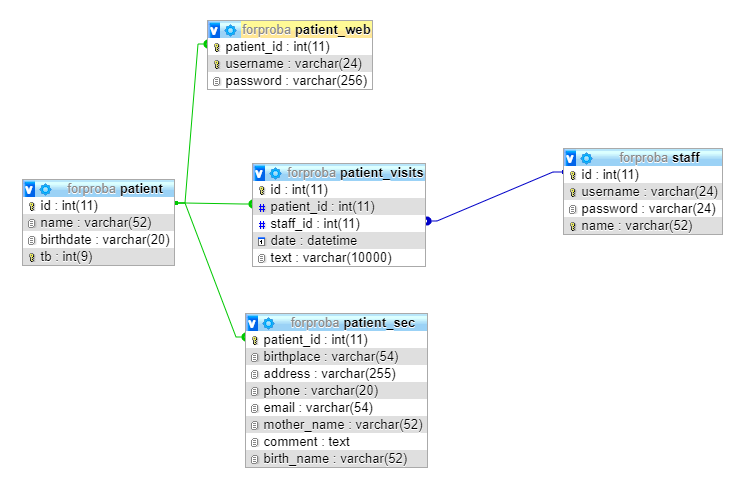 forproba patient_web
patient_id : int(11)
username : varchar(24)
password : varchar(256)
forproba patient
id : int(11)
name : varchar(52)
birthdate : varchar(20)
tb : int(9)
forproba patient_visits
id : int(11)
patient_id : int(11)
staff_id : int(11)
date : datetime
text : varchar(10000)
forproba staff
id : int(11)
username : varchar(24)
password : varchar(24)
name : varchar(52)
forproba patient_sec
patient_id : int(11)
birthplace : varchar(54)
address : varchar(255)
phone : varchar(20)
email : varchar(54)
mother_name : varchar(52)
comment : text
birth_name : varchar(52)